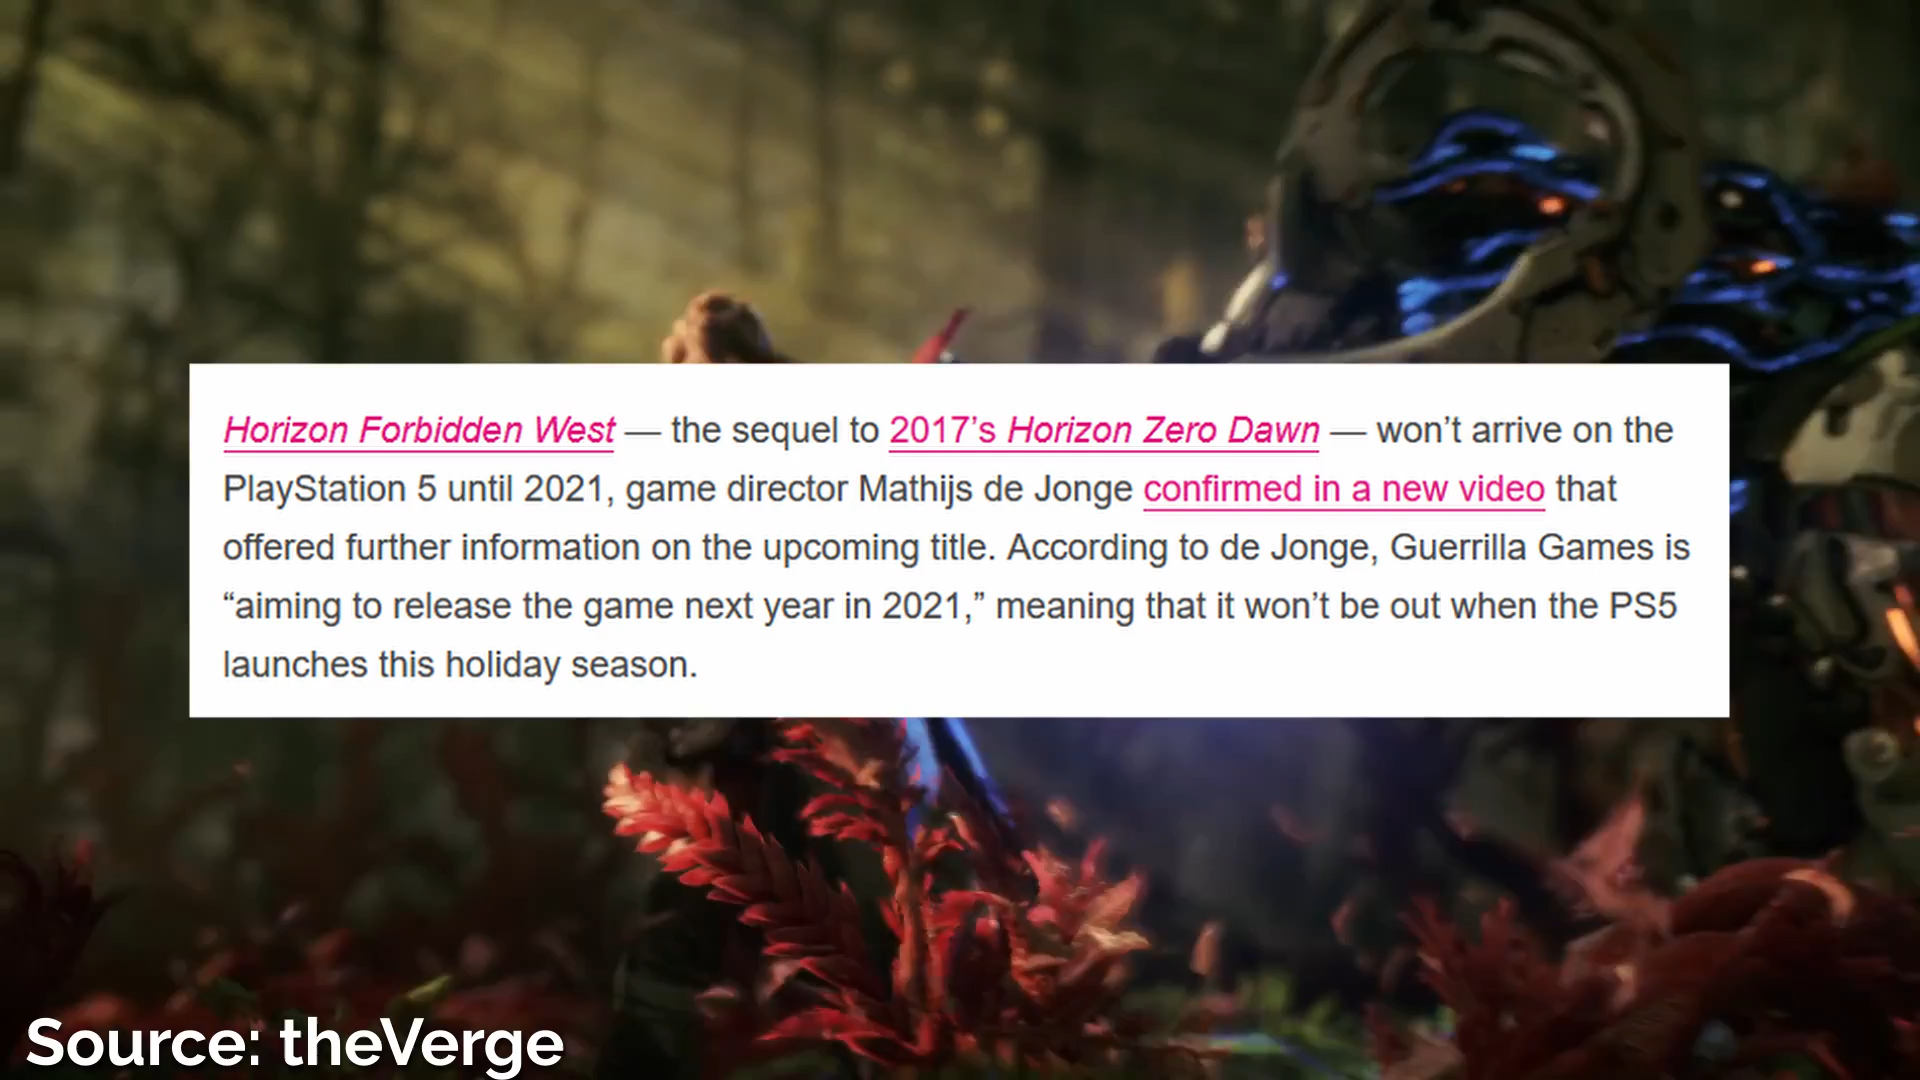 Horizon Forbidden West — the sequel to 2017’s Horizon Zero Dawn — won’t arrive on the
PlayStation 5 until 2021, game director Mathijs de Jonge confirmed in a new video that
offered further information on the upcoming title. According to de Jonge, Guerrilla Games is
“aiming to release the game next year in 2021,” meaning that it won’t be out when the PS5
launches this holiday season.
Source: theVerge